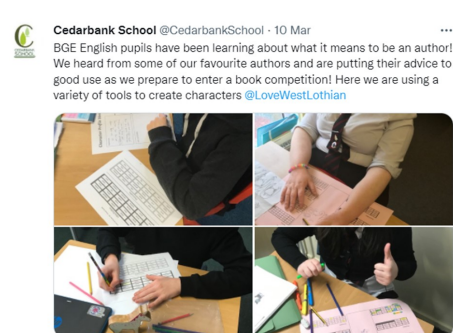 Cedarbank School @CedarbankSchool · 10 Mar
BGE English pupils have been learning about what it means to be an author!
We heard from some of our favourite authors and are putting their advice to
good use as we prepare to enter a book competition! Here we are using a
variety of tools to create characters @LoveWestLothian